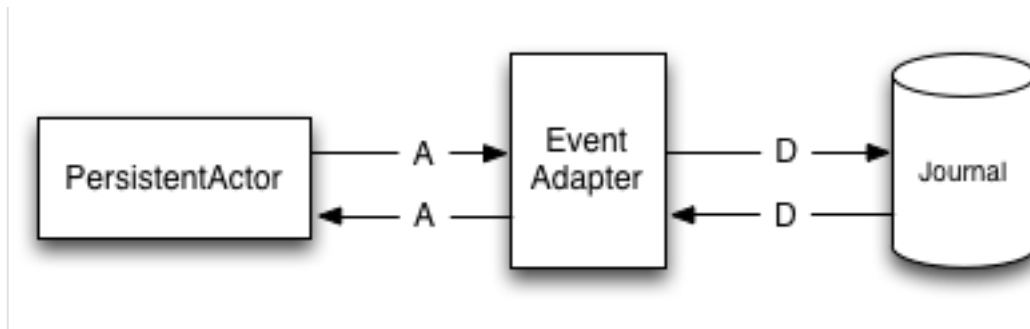 PersistentActor
A
A
Event
Adapter
D
D
Journal